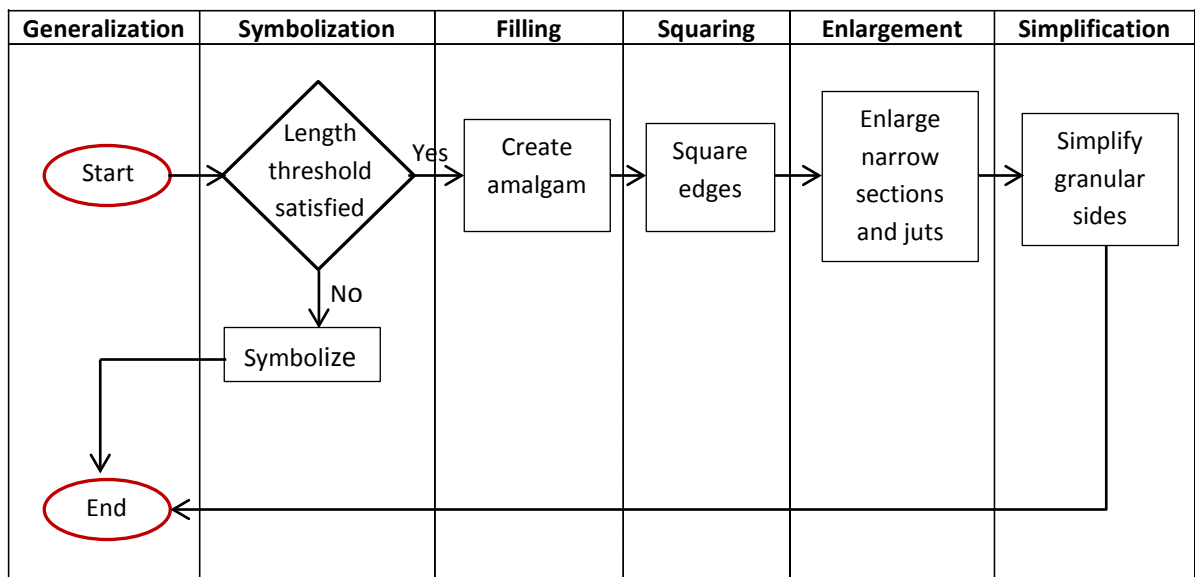 Generalization
Symbolization
Filling
Squaring
Enlargement
Simplification
Start
Length
threshold
satisfied
Yes
Create
amalgam
Square
edges
Enlarge
narrow
sections
and juts
Simplify
granular
sides
No
Symbolize
End